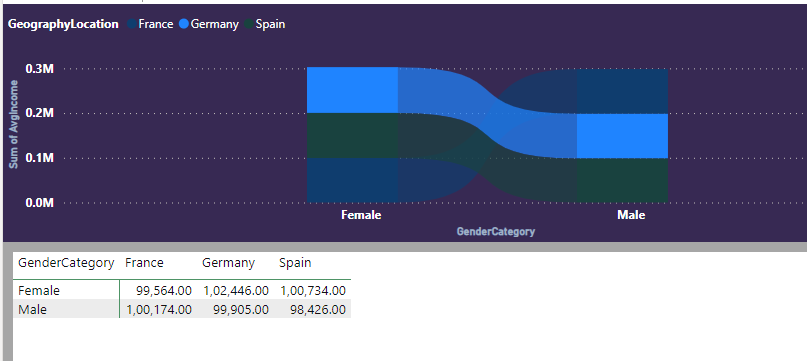 GeographyLocation France Germany Spain
0.3M
0.2M
0.1M
0.0M
Sum of AvgIncome
Female Male
GenderCategory
GenderCategory France Germany Spain
Female 99,564.00 1,02,446.00 1,00,734.00
Male 1,00,174.00 99,905.00 98,426.00